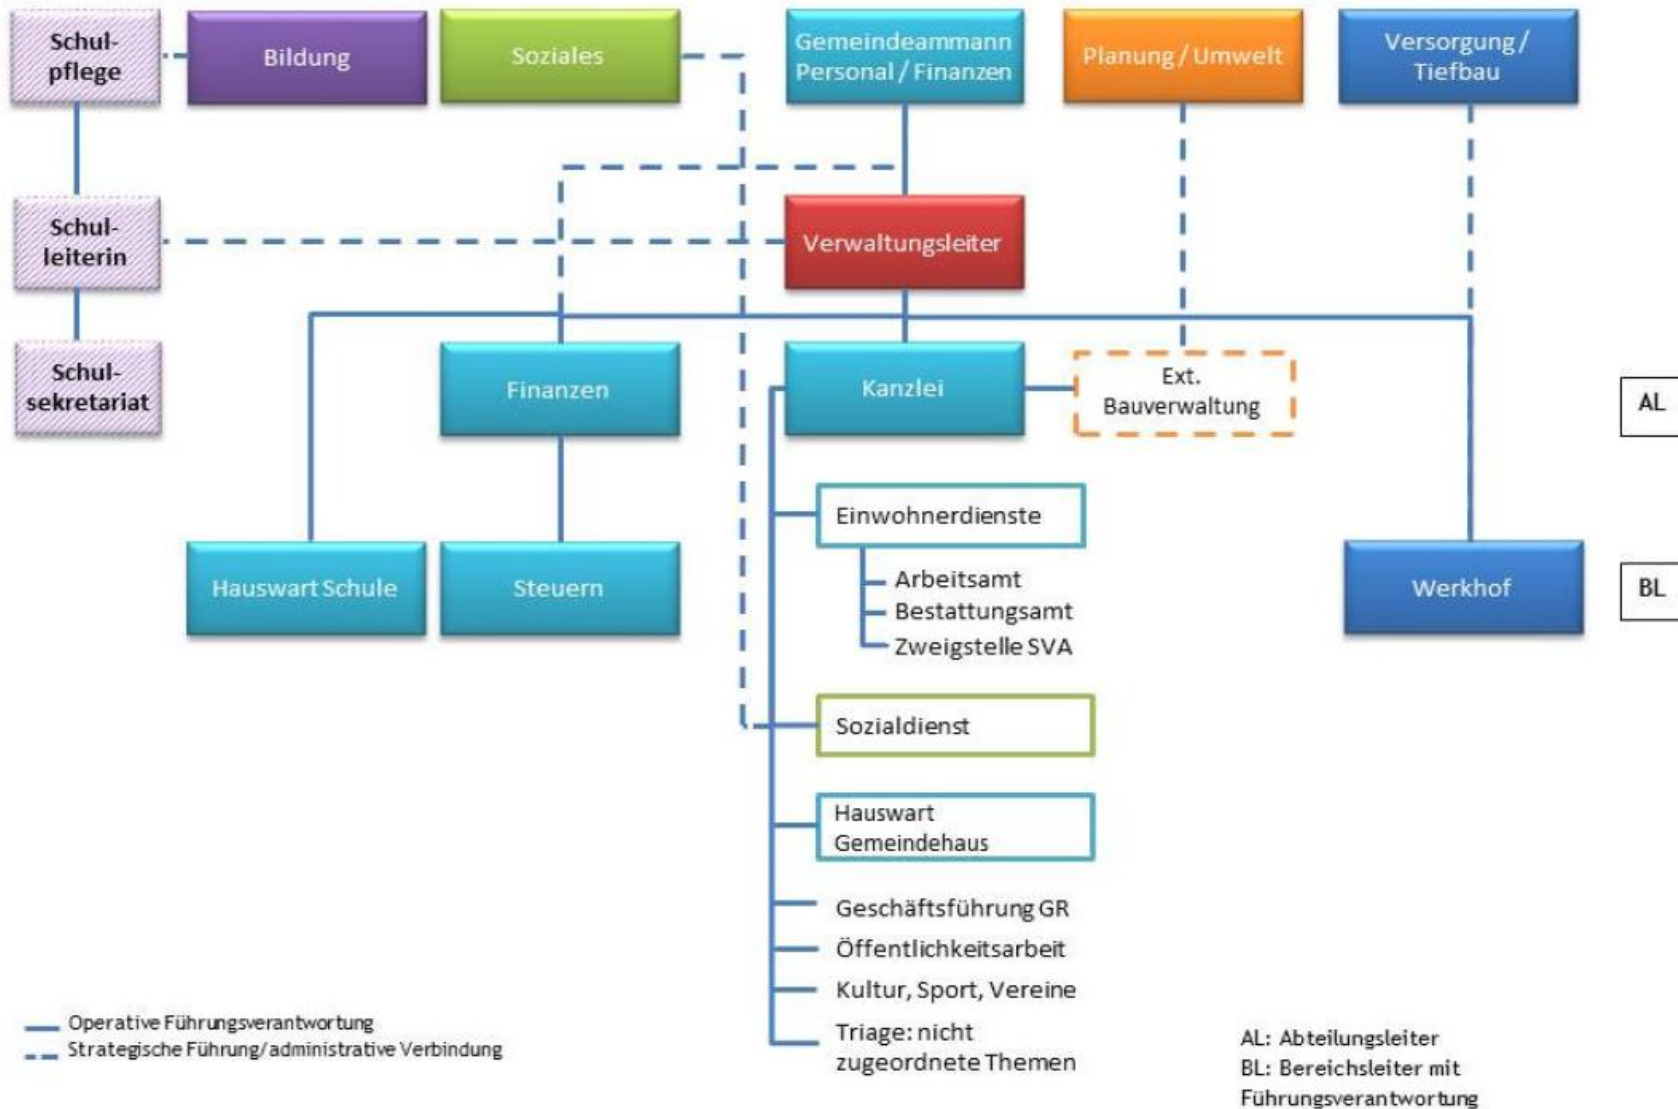 Schul-
pflege
Bildung
Soziales
Gemeindeammann
Personal / Finanzen
Planung / Umwelt
Versorgung /
Tiefbau
Schul-
leiterin
Verwaltungsleiter
Schul-
sekretariat
Finanzen
Kanzlei
Ext.
Bauverwaltung
AL
Einwohnerdienste
Arbeitsamt
Bestattungsamt
Zweigstelle SVA
Hauswart Schule
Steuern
Werkhof
BL
Sozialdienst
Hauswart
Gemeindehaus
Geschäftsführung GR
Öffentlichkeitsarbeit
Kultur, Sport, Vereine
Triage: nicht
zugeordnete Themen
Operative Führungsverantwortung
Strategische Führung/administrative Verbindung
AL: Abteilungsleiter
BL: Bereichsleiter mit
Führungsverantwortung